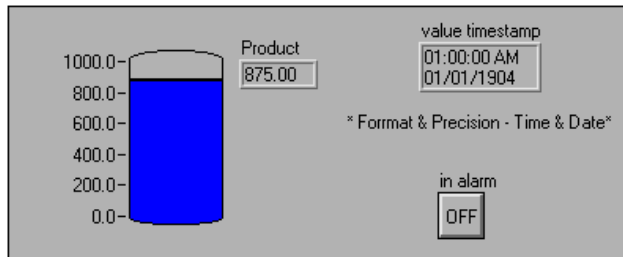 1000.0
800.0
600.0
400.0
200.0
0.0
Product
875.00
value timestamp
01:00:00 AM
01/01/1904
* Forrmat & Precision - Time & Date*
in alarm
OFF